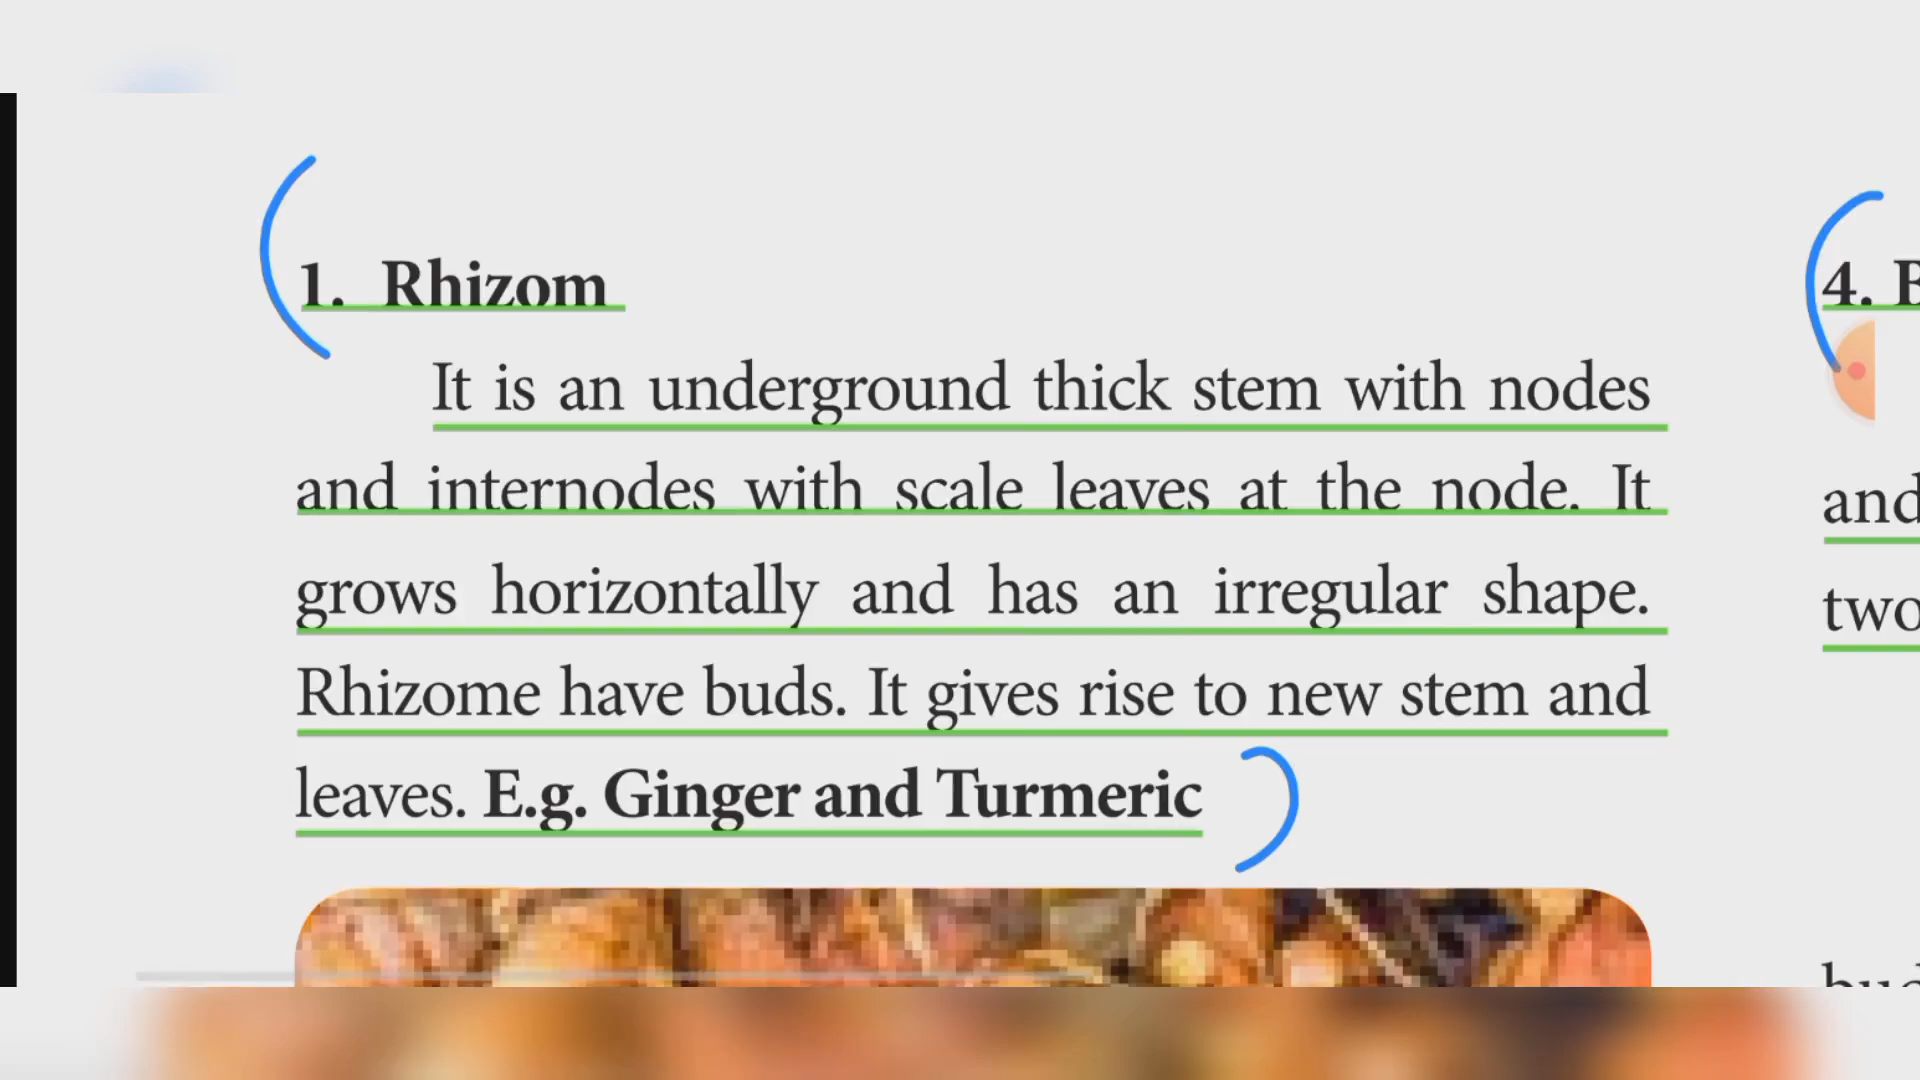 1. Rhizom
It is an underground thick stem with nodes
and internodes with scale leaves at the node. It
grows horizontally and has an irregular shape.
Rhizome have buds. It gives rise to new stem and
leaves. E.g. Ginger and Turmeric
4.
and
two